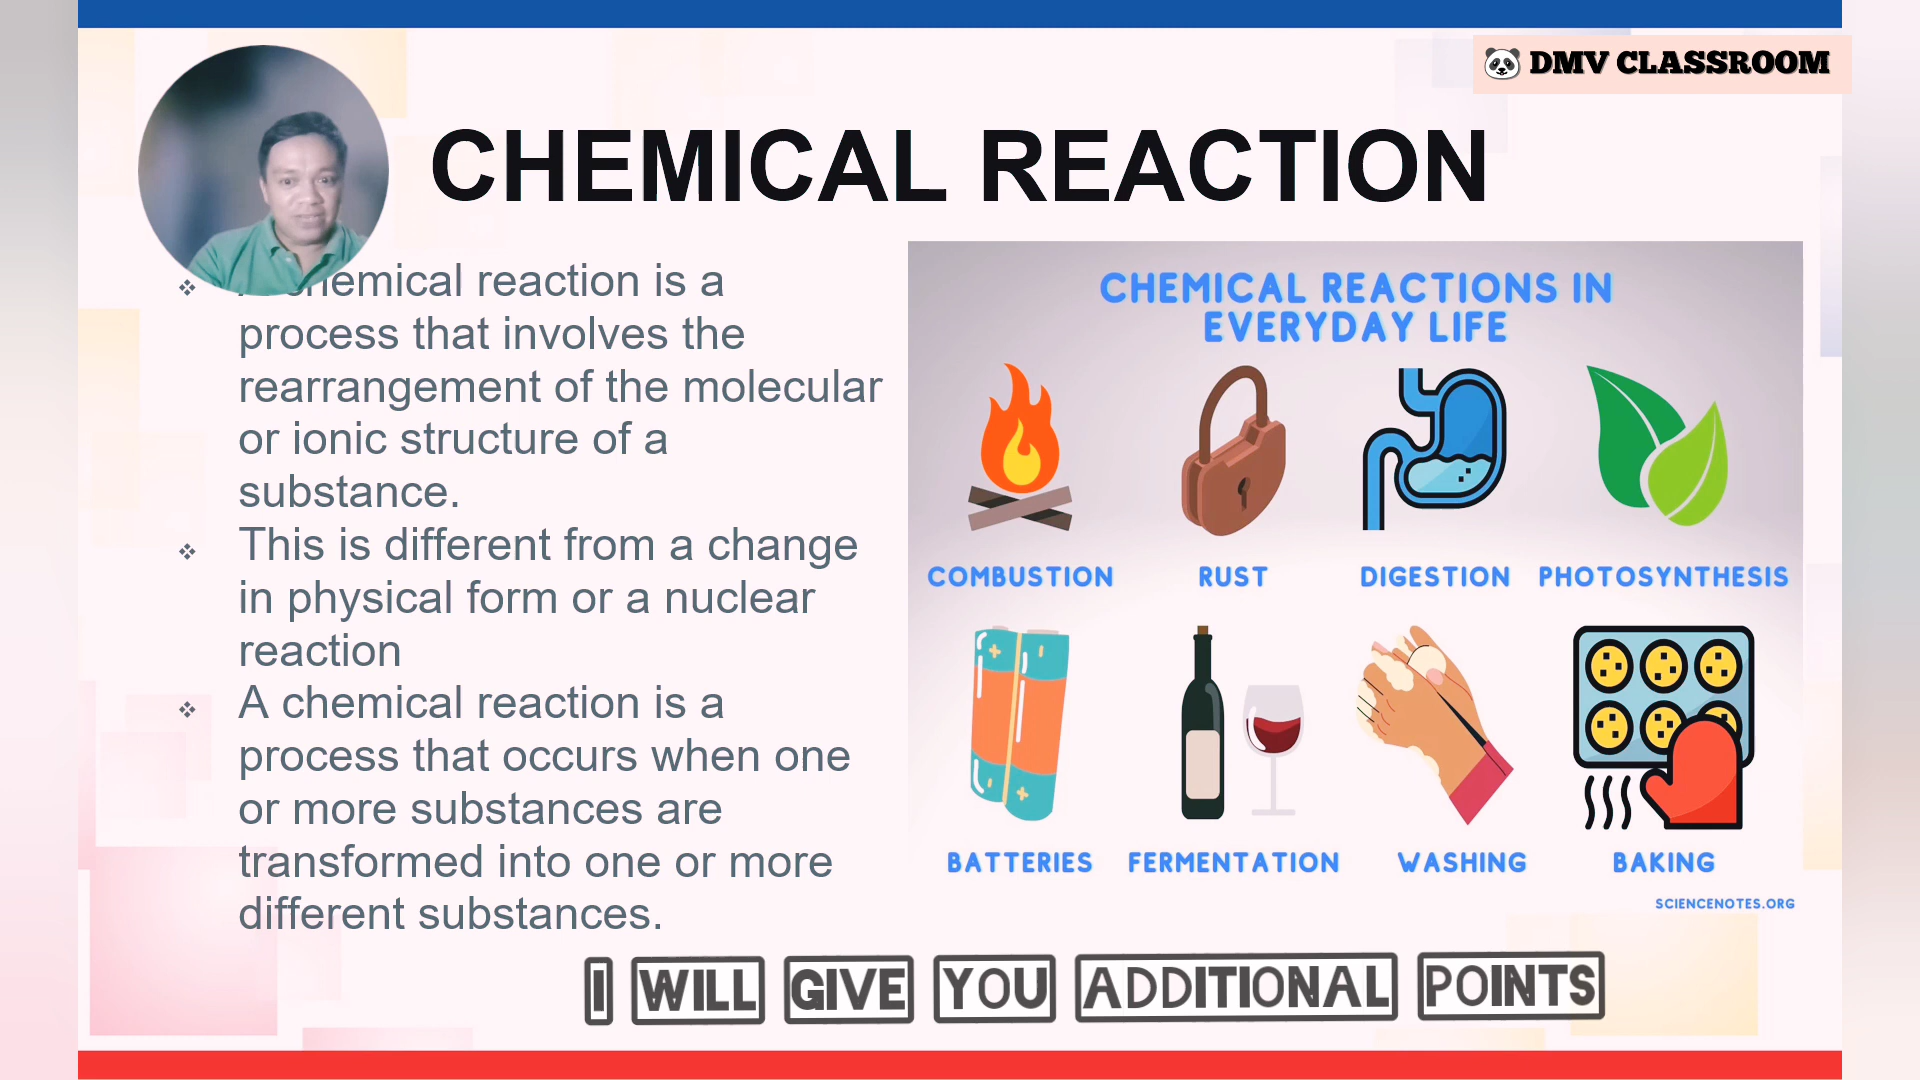 DMV CLASSROOM
CHEMICAL REACTION
chemical reaction is a
process that involves the
rearrangement of the molecular
or ionic structure of a
substance.
This is different from a change
in physical form or a nuclear
reaction
A chemical reaction is a
process that occurs when one
or more substances are
transformed into one or more
different substances.
CHEMICAL REACTIONS IN
EVERYDAY LIFE
COMBUSTION RUST DIGESTION PHOTOSYNTHESIS
BATTERIES FERMENTATION WASHING BAKING
SCIENCENOTES.ORG
I WILL GIVE YOU ADDITIONAL POINTS